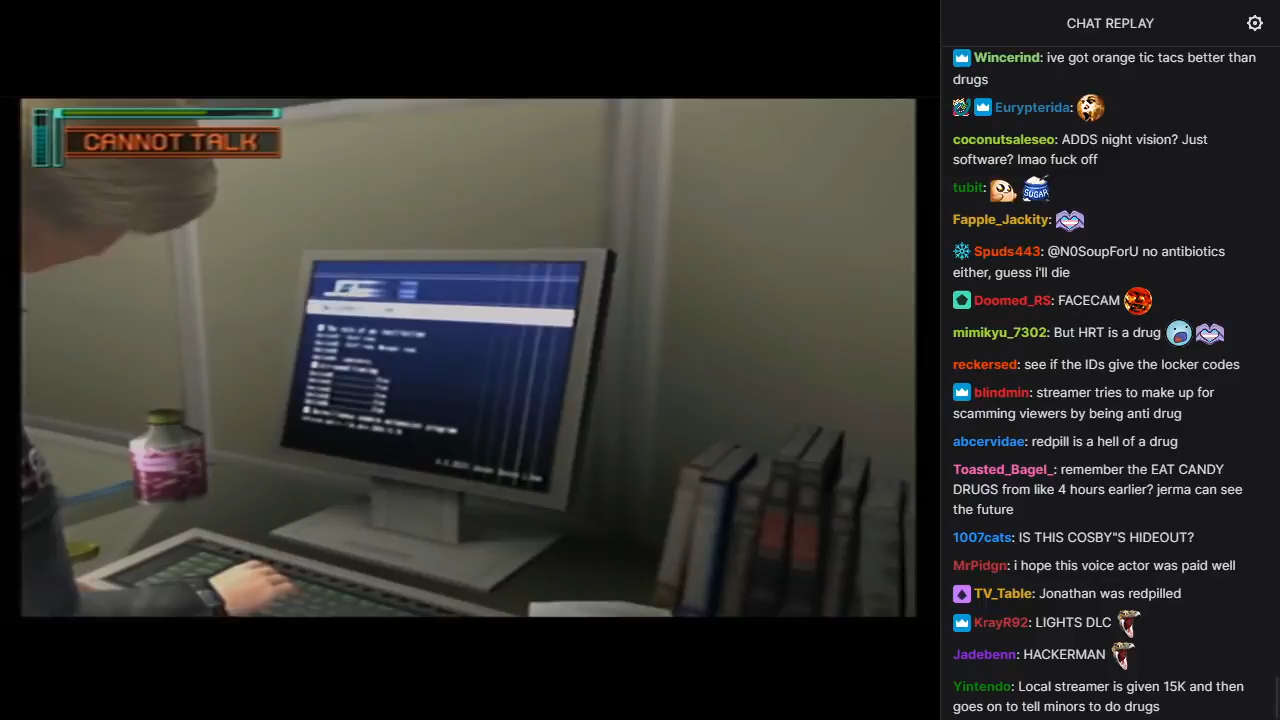 CANNOT TALK
CHAT REPLAY
Wincerind: ive got orange tic tacs better than
drugs
Eurypterida:
coconutsaleseo: ADDS night vision? Just
software? lmao fuck off
tubit:
SUGAR
Fapple_Jackity:
Spuds443: @N0SoupForU no antibiotics
either, guess i'll die
Doomed_RS: FACECAM
mimikyu_7302: But HRT is a drug
reckersed: see if the IDs give the locker codes
blindmin: streamer tries to make up for
scamming viewers by being anti drug
abcervidae: redpill is a hell of a drug
Toasted_Bagel_: remember the EAT CANDY
DRUGS from like 4 hours earlier? jerma can see
the future
1007cats: IS THIS COSBY"S HIDEOUT?
MrPidgn: i hope this voice actor was paid well
TV_Table: Jonathan was redpilled
KrayR92: LIGHTS DLC
Jadebenn: HACKERMAN
Yintendo: Local streamer is given 15K and then
goes on to tell minors to do drugs